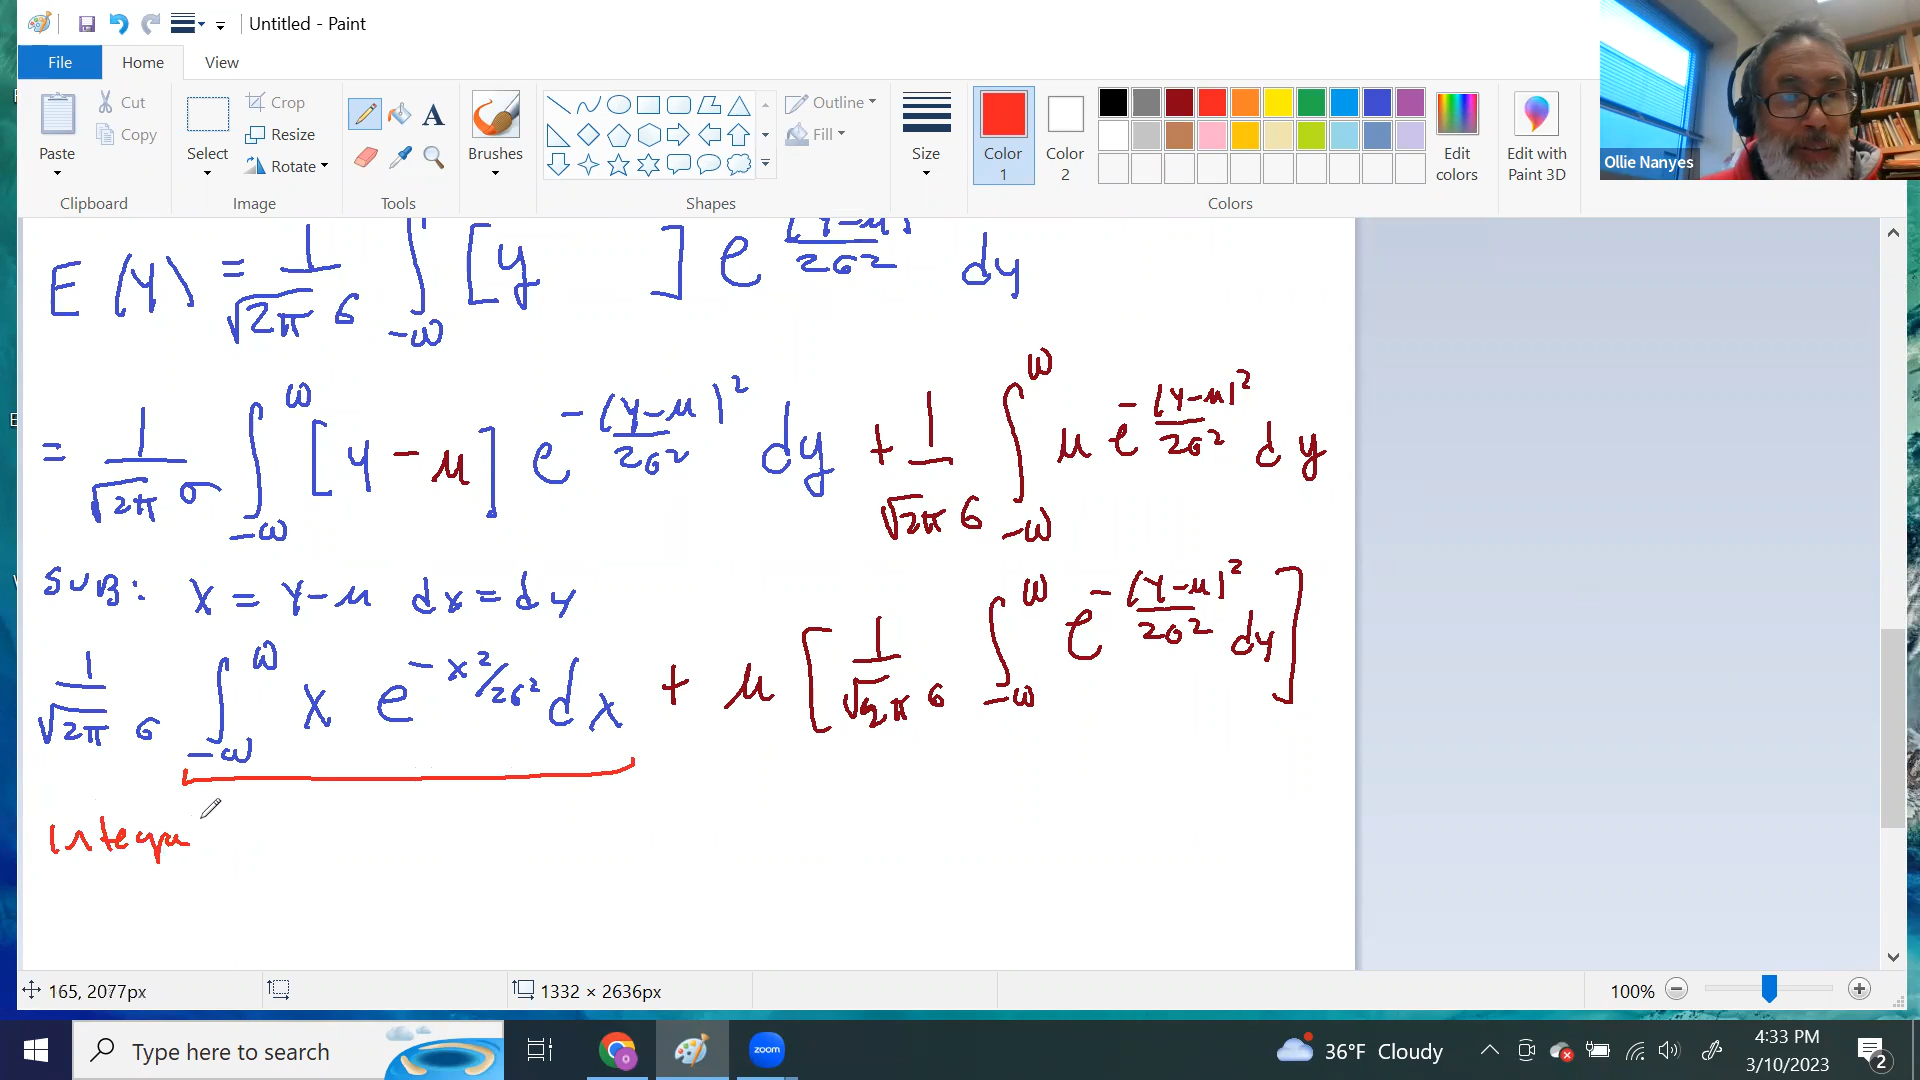 Untitled - Paint
File Home View
Cut
Copy
Paste
Clipboard
Crop
Resize
Rotate
Select
Image
A
Tools
Brushes
Outline
Fill
Shapes
Size
Color 1
Color 2
Edit colors
Edit with Paint 3D
Colors
Ollie Nanyes
E (Y) = 1/√2π σ ∫ -∞ [y ] e (y-μ) / 2σ² dy
= 1/√2π σ ∫ -∞ ∞ [y - μ] e -(y-μ)²/2σ² dy + 1/√2π σ ∫ -∞ ∞ μ e -(y-μ)²/2σ² dy
SUB: x = y-μ dx = dy
1/√2π σ ∫ -∞ ∞ x e -x²/2σ² dx + μ [1/√2π σ ∫ -∞ ∞ e -(y-μ)²/2σ² dy]
integra
165, 2077px
1332 × 2636px
100%
Type here to search
zoom
36°F Cloudy
4:33 PM
3/10/2023
2